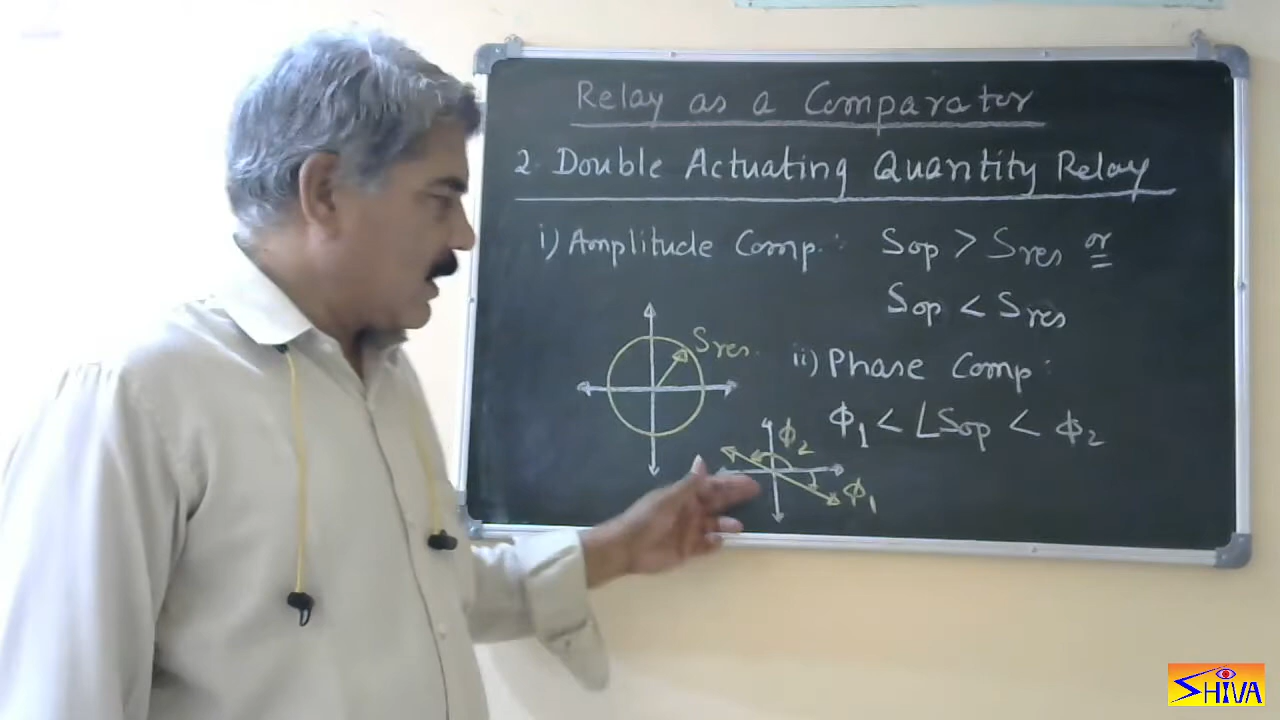 Relay as a Comparator
2. Double Actuating Quantity Relay
i) Amplitude Comp.: Sop > Sres or
Sop < Sres
Sres.
ii) Phase Comp:
ϕ1 < ∠Sop < ϕ2
ϕ2
ϕ1
SHIVA